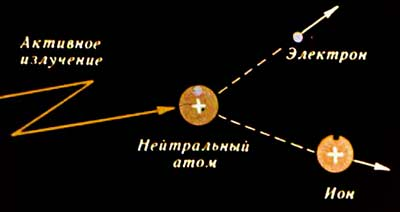 Активное
излучение
Электрон
Нейтральный
атом
Ион